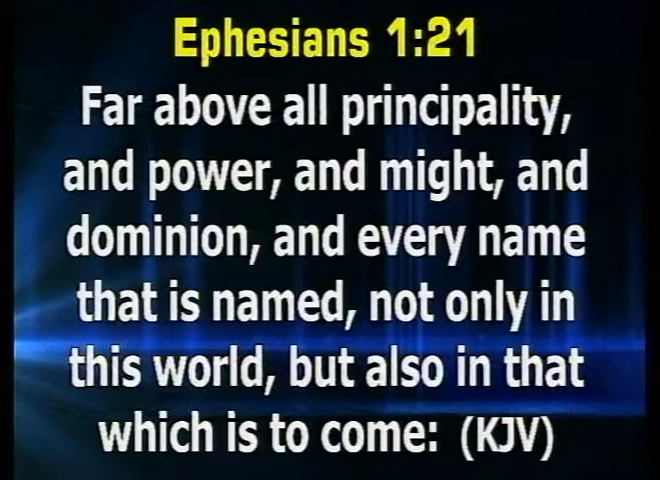 Ephesians 1:21
Far above all principality,
and power, and might, and
dominion, and every name
that is named, not only in
this world, but also in that
which is to come: (KJV)